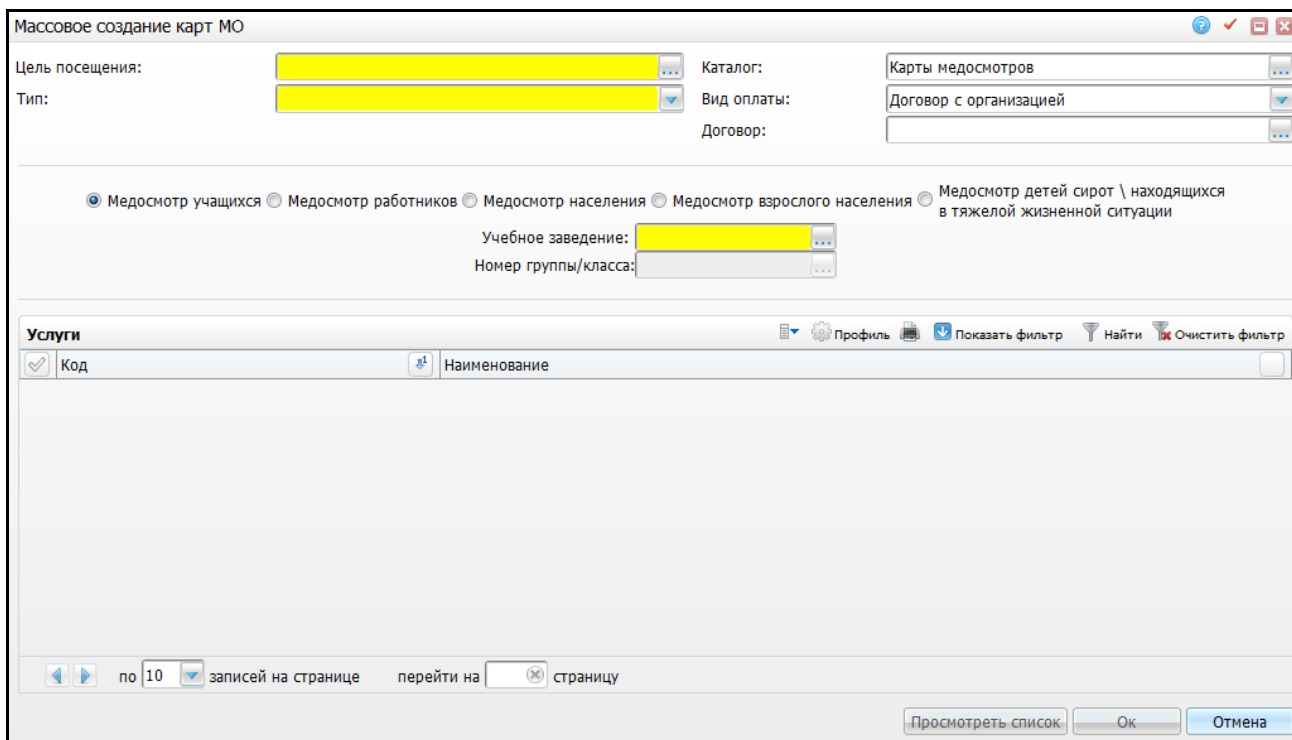 Массовое создание карт МО
Цель посещения: Каталог: Карты медосмотров
Тип: Вид оплаты: Договор с организацией
Договор:
Медосмотр учащихся Медосмотр работников Медосмотр населения Медосмотр взрослого населения Медосмотр детей сирот \ находящихся
в тяжелой жизненной ситуации
Учебное заведение:
Номер группы/класса:
Услуги Профиль Показать фильтр Найти Очистить фильтр
Код 1 Наименование
по 10 записей на странице перейти на страницу
Просмотреть список Ок Отмена